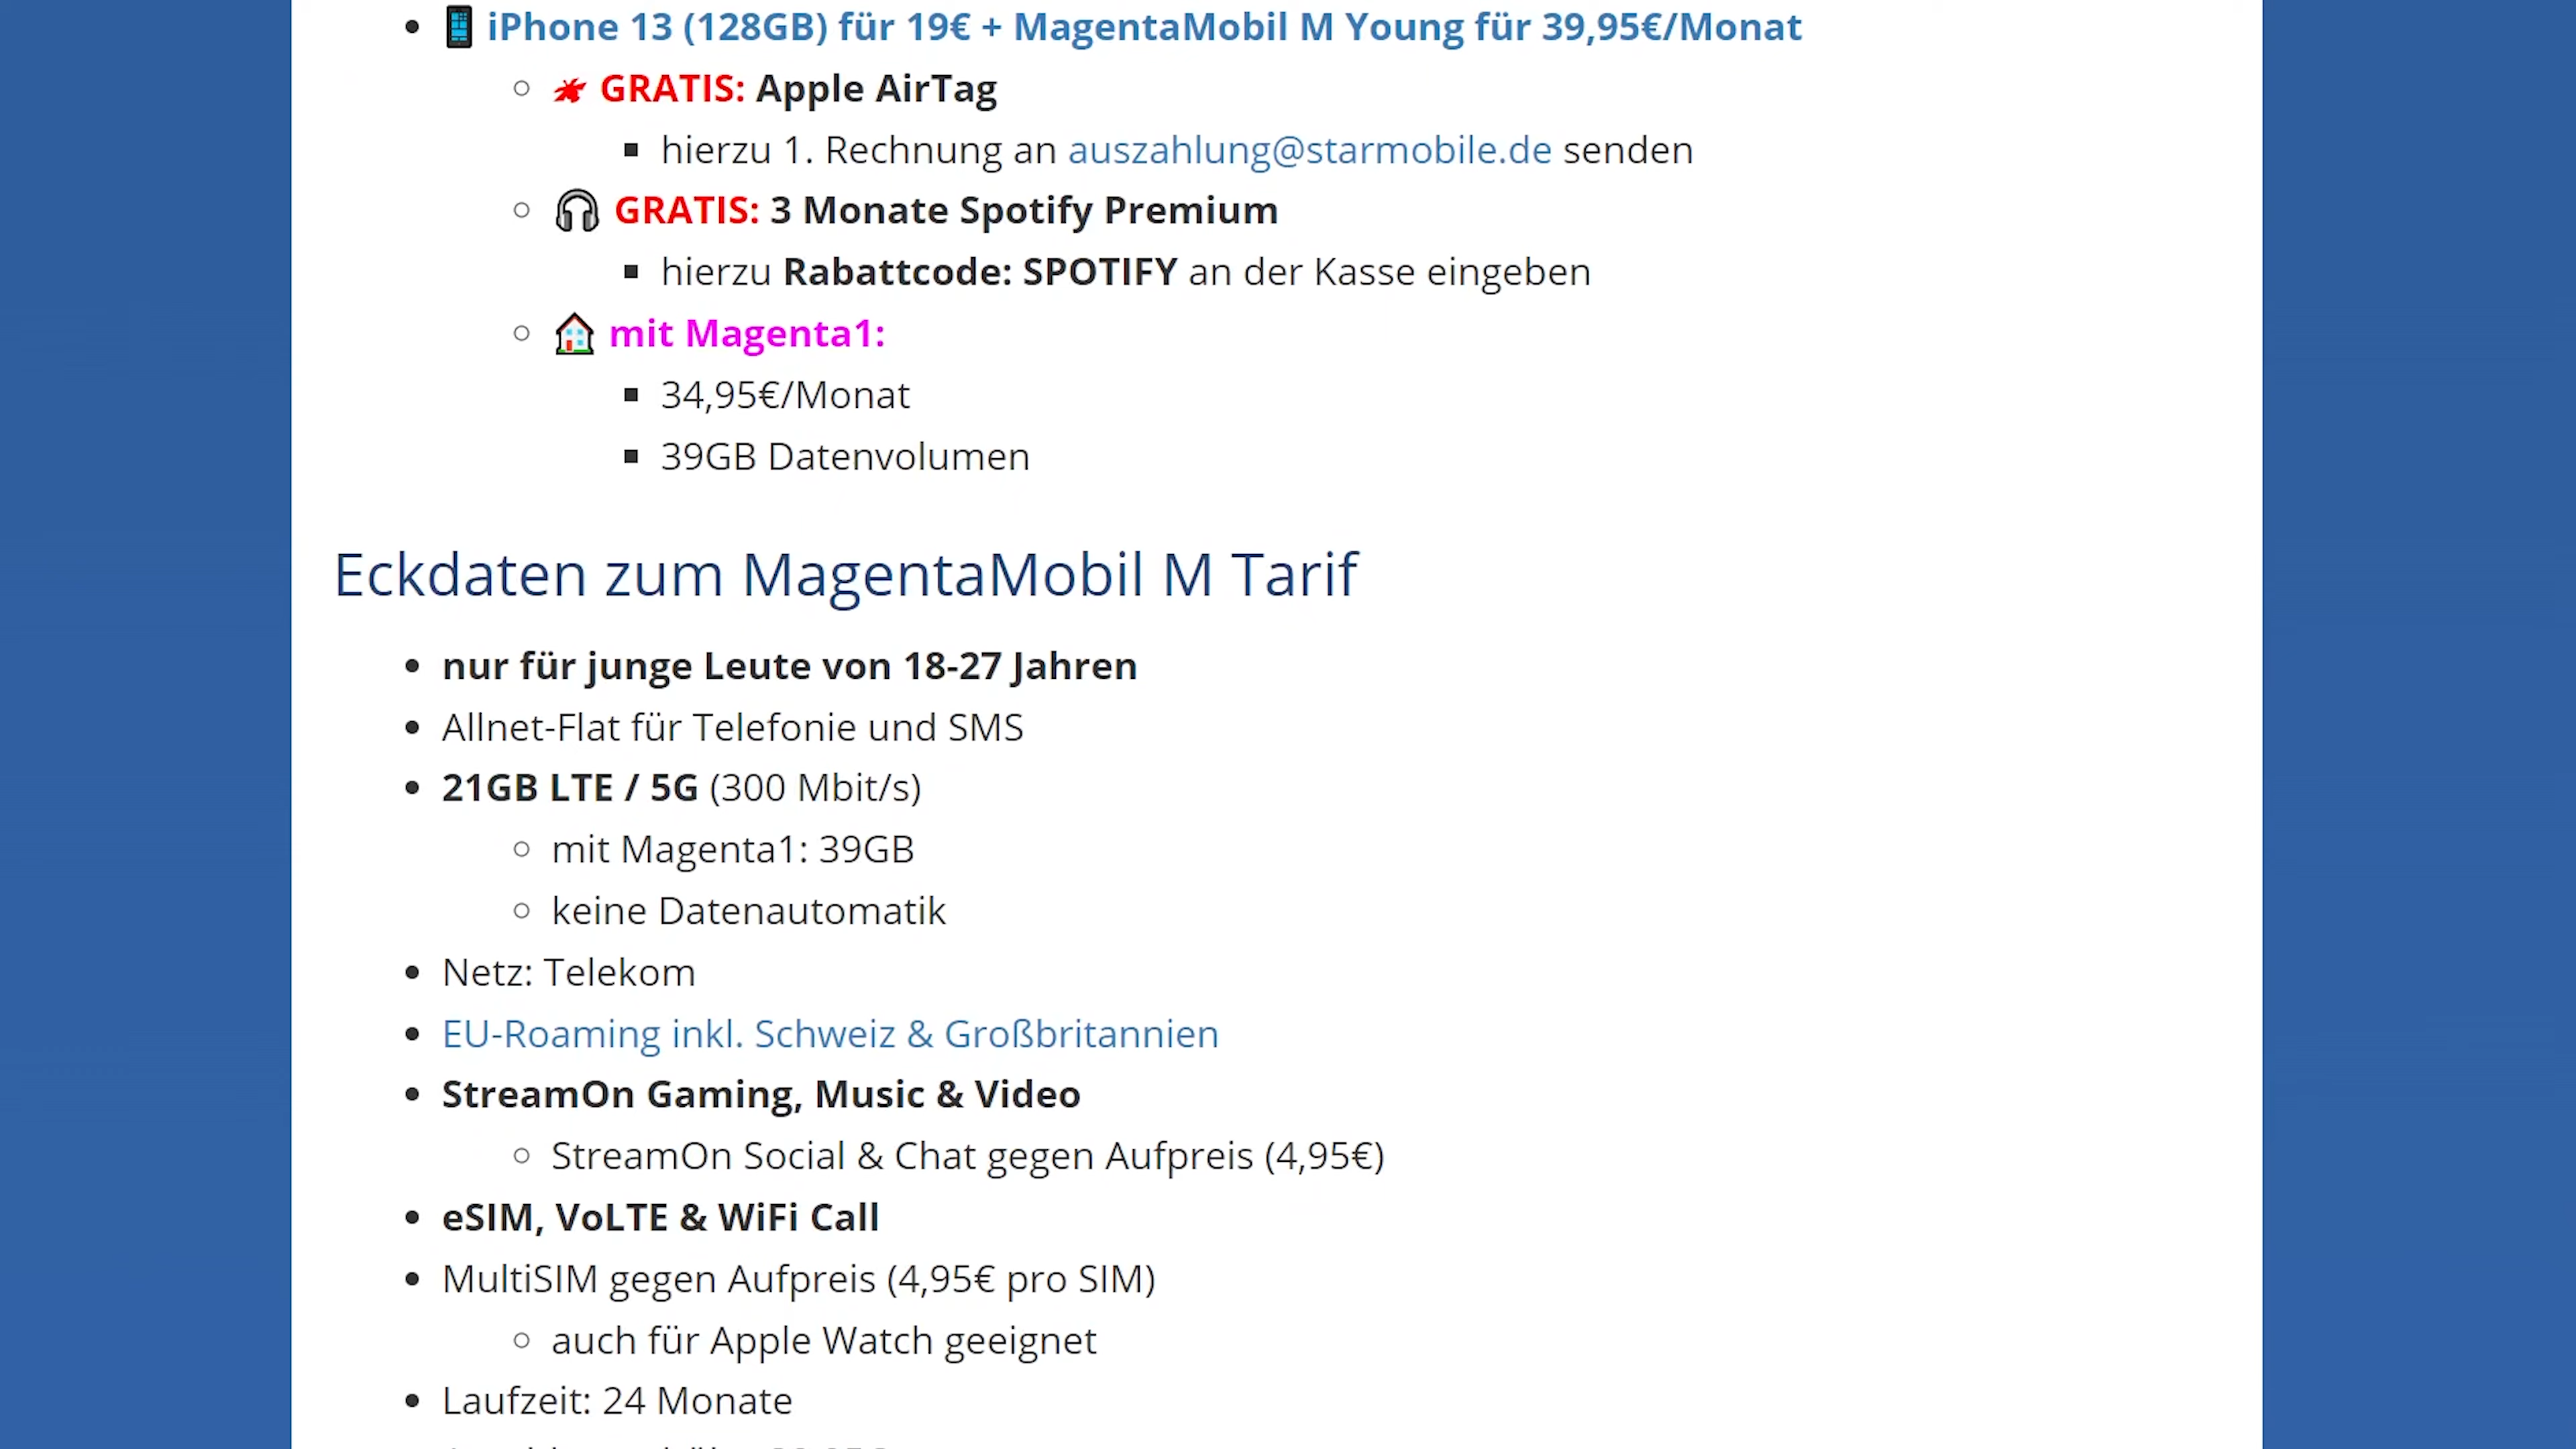 iPhone 13 (128GB) für 19€ + MagentaMobil M Young für 39,95€/Monat
GRATIS: Apple AirTag
hierzu 1. Rechnung an auszahlung@starmobile.de senden
GRATIS: 3 Monate Spotify Premium
hierzu Rabattcode: SPOTIFY an der Kasse eingeben
mit Magenta1:
34,95€/Monat
39GB Datenvolumen
Eckdaten zum MagentaMobil M Tarif
nur für junge Leute von 18-27 Jahren
Allnet-Flat für Telefonie und SMS
21GB LTE / 5G (300 Mbit/s)
mit Magenta1: 39GB
keine Datenautomatik
Netz: Telekom
EU-Roaming inkl. Schweiz & Großbritannien
StreamOn Gaming, Music & Video
StreamOn Social & Chat gegen Aufpreis (4,95€)
eSIM, VoLTE & WiFi Call
MultiSIM gegen Aufpreis (4,95€ pro SIM)
auch für Apple Watch geeignet
Laufzeit: 24 Monate